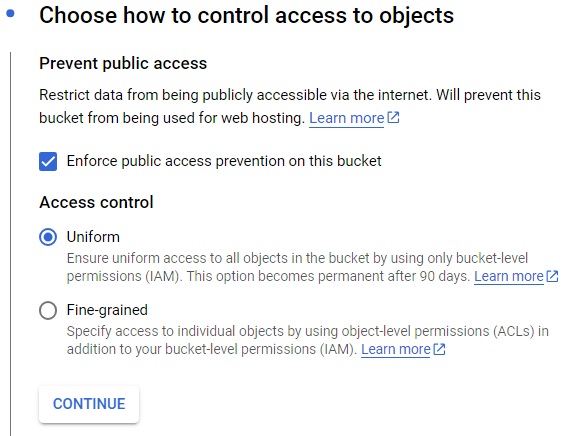 Choose how to control access to objects
Prevent public access
Restrict data from being publicly accessible via the internet. Will prevent this
bucket from being used for web hosting. Learn more
Enforce public access prevention on this bucket
Access control
Uniform
Ensure uniform access to all objects in the bucket by using only bucket-level
permissions (IAM). This option becomes permanent after 90 days. Learn more
Fine-grained
Specify access to individual objects by using object-level permissions (ACLs) in
addition to your bucket-level permissions (IAM). Learn more
CONTINUE